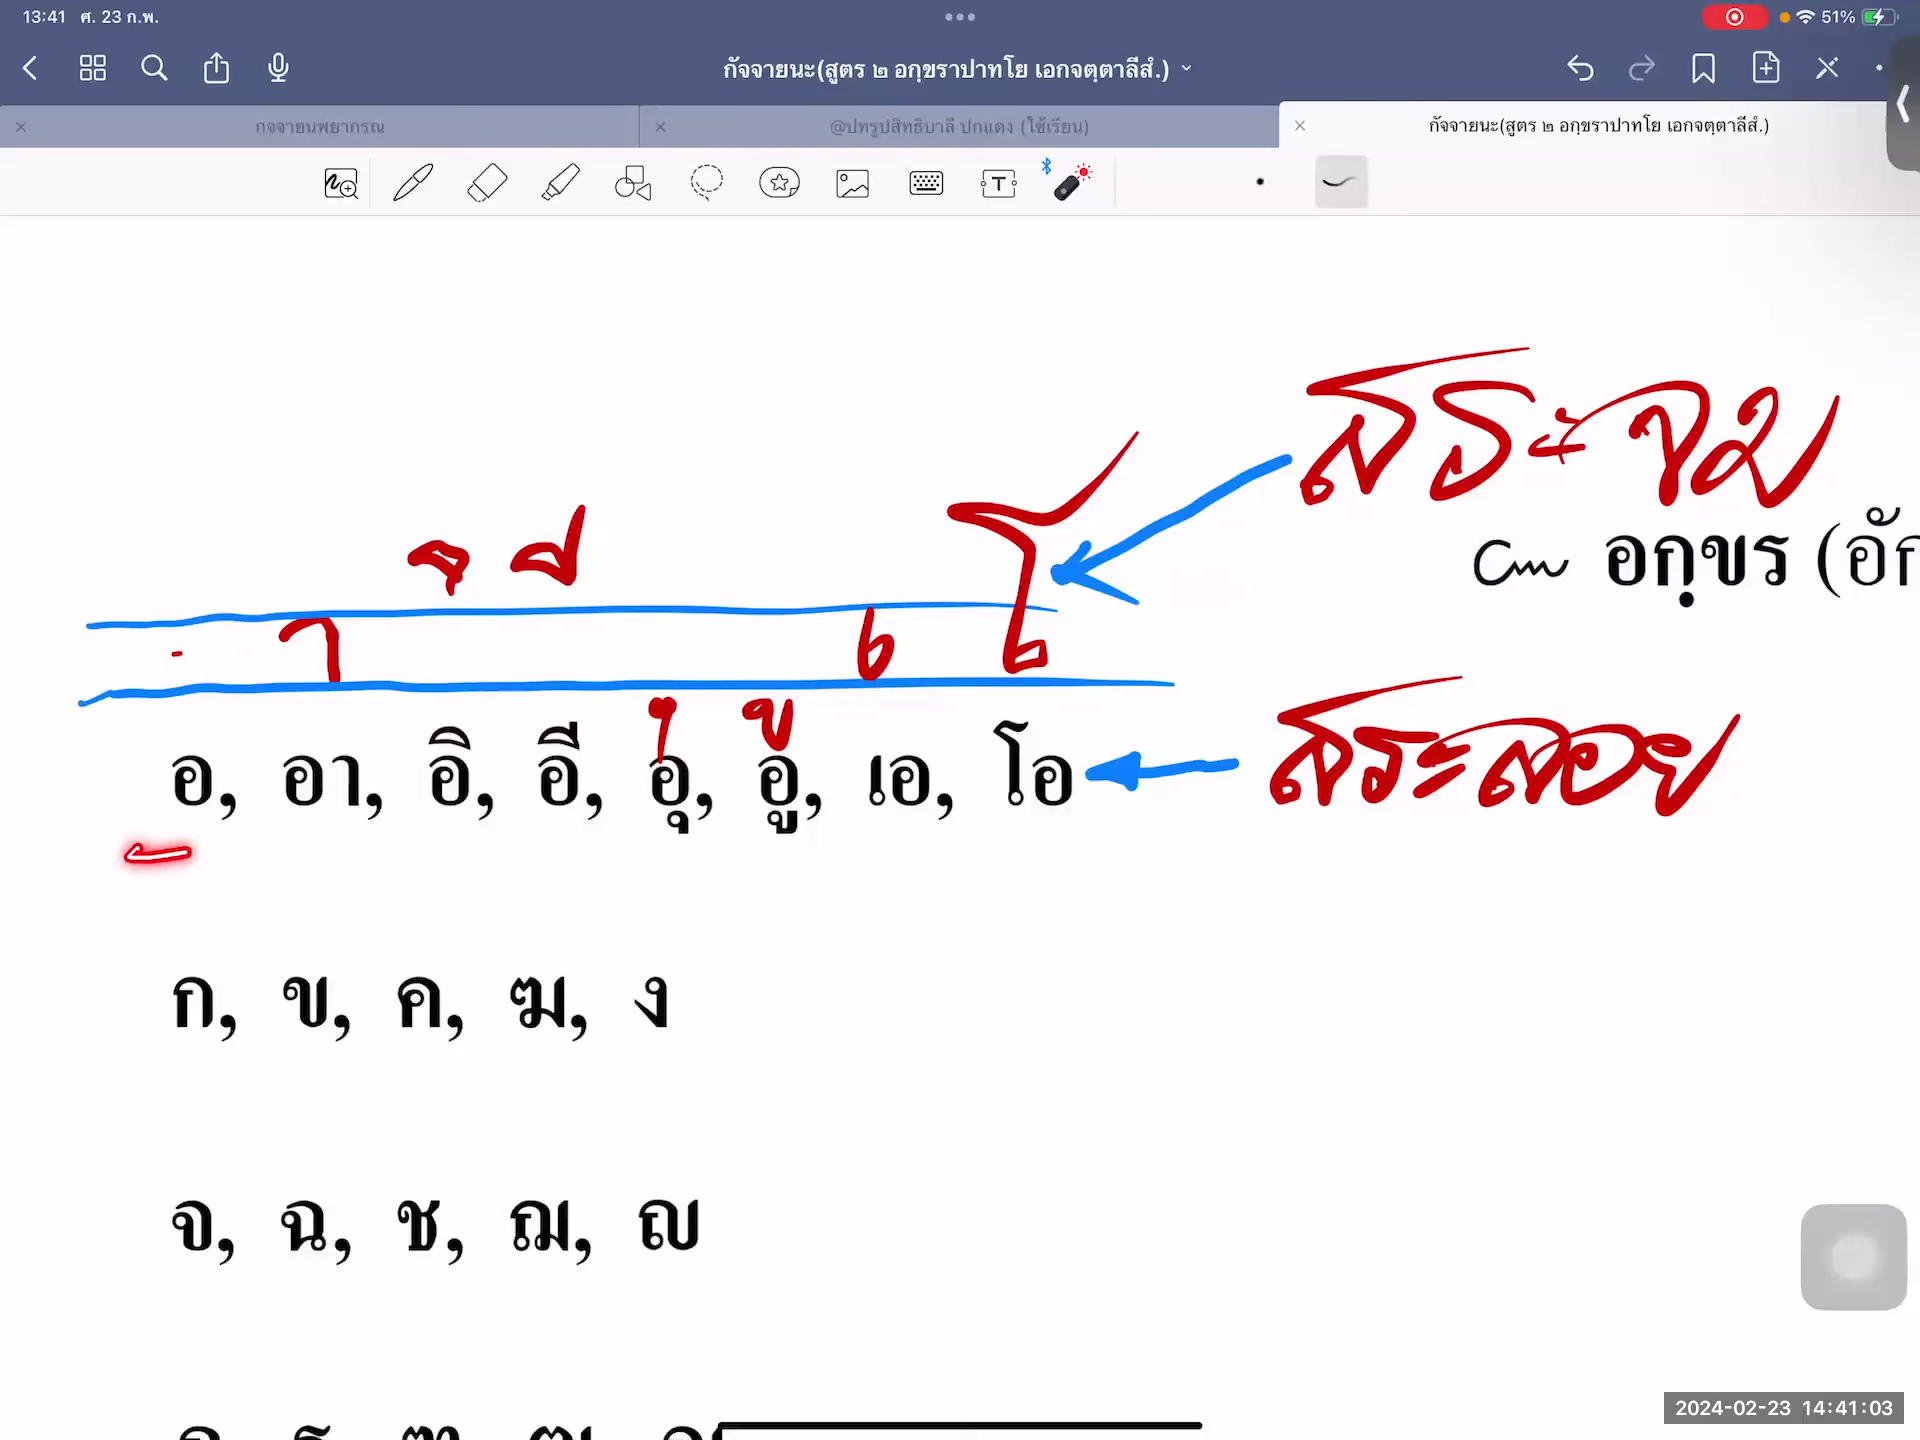 13:41 ศ. 23 ก.พ.
51%
กัจจายนะ(สูตร ๒ อกฺขราปาทโย เอกจตฺตาลีสํ.)
กจจายนพยากรณ
@ปทรูปสิทธิบาลี ปกแดง (ใช้เรียน)
กัจจายนะ(สูตร ๒ อกฺขราปาทโย เอกจตฺตาลีสํ.)
สระจม
อกฺขร (อัก
- า ิ ี ุ ู เ โ
สระลอย
อ, อา, อิ, อี, อุ, อู, เอ, โอ
ก, ข, ค, ฆ, ง
จ, ฉ, ช, ฌ, ญ
2024-02-23 14:41:03